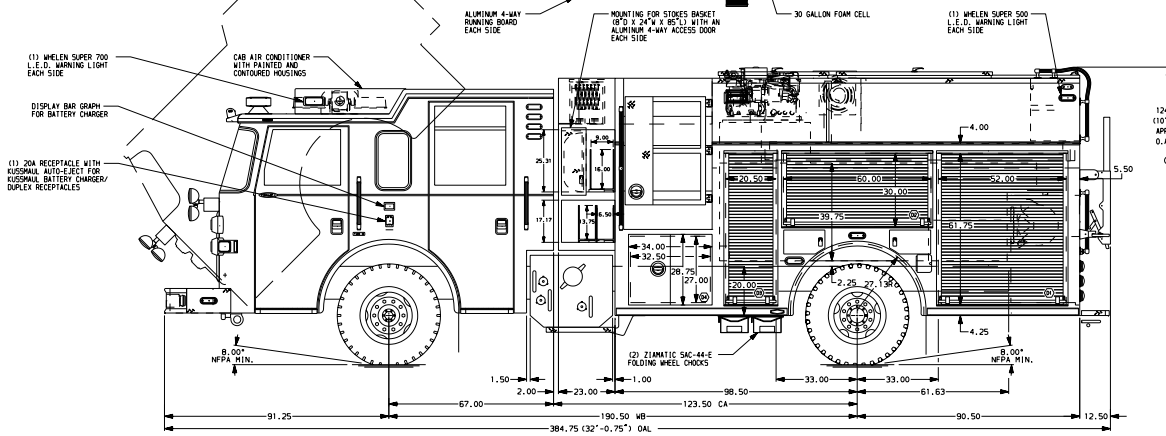 ALUMINUM 4-WAY
RUNNING BOARD
EACH SIDE
MOUNTING FOR STOKES BASKET
(8"D X 24"W X 85"L) WITH AN
ALUMINUM 4-WAY ACCESS DOOR
EACH SIDE
30 GALLON FOAM CELL
(1) WHELEN SUPER 500
L.E.D. WARNING LIGHT
EACH SIDE
(1) WHELEN SUPER 700
L.E.D. WARNING LIGHT
EACH SIDE
CAB AIR CONDITIONER
WITH PAINTED AND
CONTOURED HOUSINGS
DISPLAY BAR GRAPH
FOR BATTERY CHARGER
(1) 20A RECEPTACLE WITH
KUSSMAUL AUTO-EJECT FOR
KUSSMAUL BATTERY CHARGER/
DUPLEX RECEPTACLES
124
(10'
APP
O.A
(
4.00
9.00
25.31
16.00
20.50
60.00
30.00
52.00
5.50
17.17
13.75
6.50
39.75
61.75
34.00
32.50
28.75
27.00
20.00
2.25
27.13R
D4
D3
D2
D1
4.25
8.00°
NFPA MIN.
(2) ZIAMATIC SAC-44-E
FOLDING WHEEL CHOCKS
8.00°
NFPA MIN.
1.50
2.00
23.00
1.00
98.50
33.00
33.00
61.63
67.00
123.50 CA
91.25
190.50 WB
90.50
12.50
384.75 (32'-0.75") OAL